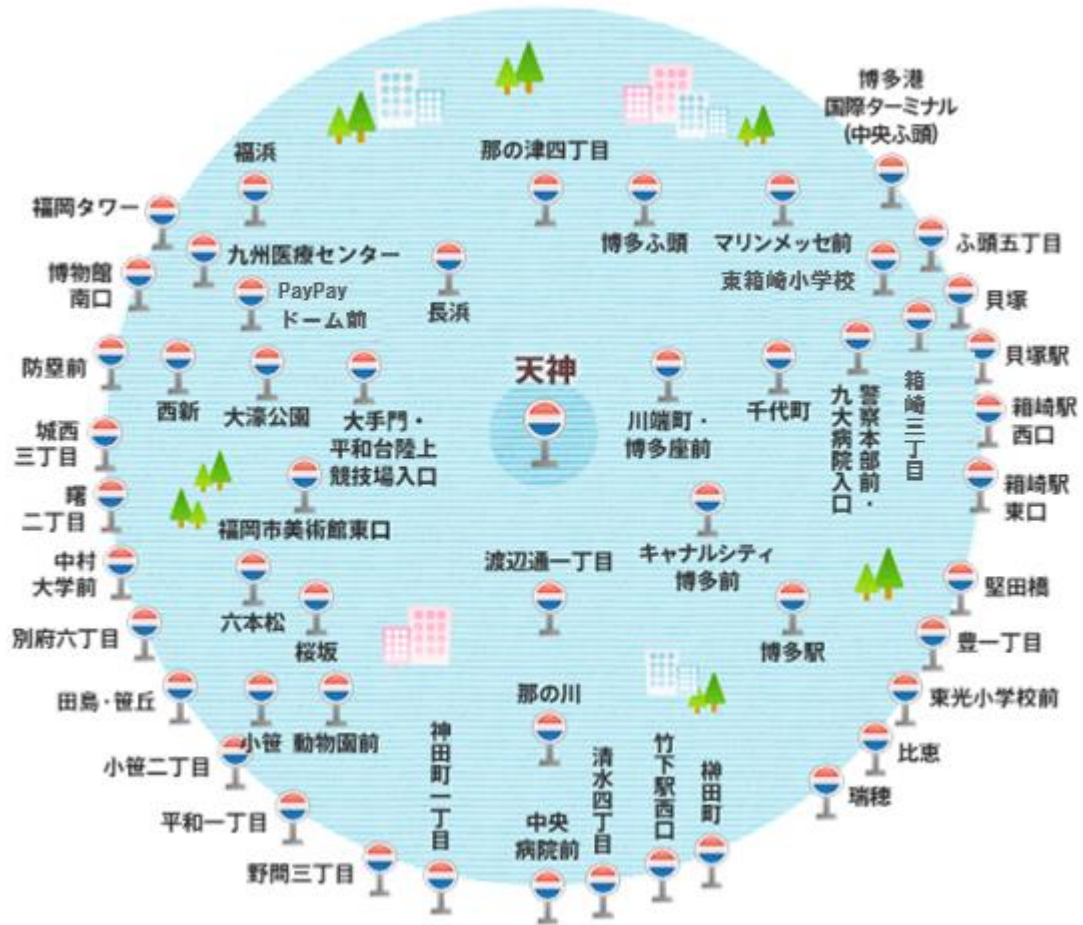 博多港
国際ターミナル
(中央ふ頭)
福浜
那の津四丁目
福岡タワー
博多ふ頭
マリンメッセ前
ふ頭五丁目
九州医療センター
博物館
南口
東箱崎小学校
PayPay
ドーム前
長浜
貝塚
防塁前
天神
貝塚駅
西新
大濠公園
大手門・
平和台陸上
競技場入口
川端町・
博多座前
千代町
警察本部前・
九大病院入口
箱崎三丁目
箱崎駅
西口
城西
三丁目
箱崎駅
東口
曙
二丁目
福岡市美術館東口
キャナルシティ
博多前
中村
大学前
渡辺通一丁目
堅田橋
六本松
桜坂
博多駅
別府六丁目
豊一丁目
田島・笹丘
那の川
東光小学校前
小笹
動物園前
神田町一丁目
清水四丁目
竹下駅西口
榊田町
比恵
小笹二丁目
瑞穂
平和一丁目
中央
病院前
野間三丁目